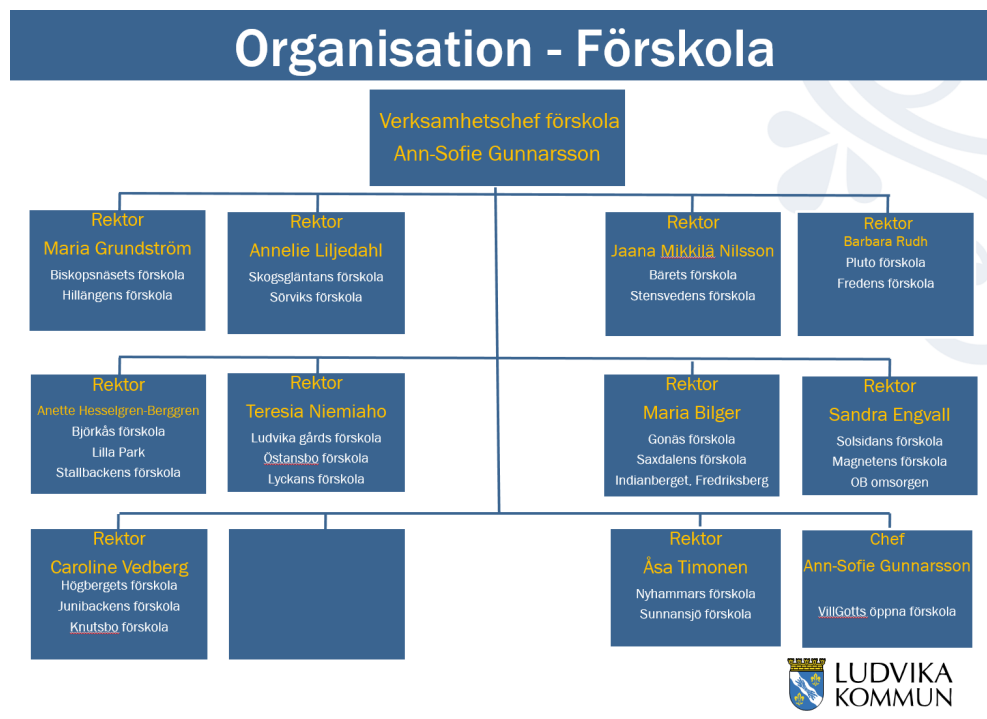 Organisation - Förskola
Verksamhetschef förskola
Ann-Sofie Gunnarsson
Rektor
Maria Grundström
Biskopsnäsets förskola
Hillängens förskola
Rektor
Annelie Liljedahl
Skogsgläntans förskola
Sörviks förskola
Rektor
Jaana Mikkilä Nilsson
Bärets förskola
Stensvedens förskola
Rektor
Barbara Rudh
Pluto förskola
Fredens förskola
Rektor
Anette Hesselgren-Berggren
Björkås förskola
Lilla Park
Stallbackens förskola
Rektor
Teresia Niemiaho
Ludvika gårds förskola
Östansbo förskola
Lyckans förskola
Rektor
Maria Bilger
Gonäs förskola
Saxdalens förskola
Indianberget, Fredriksberg
Rektor
Sandra Engvall
Solsidans förskola
Magnetens förskola
OB omsorgen
Rektor
Caroline Vedberg
Högbergets förskola
Junibackens förskola
Knutsbo förskola
Rektor
Åsa Timonen
Nyhammars förskola
Sunnansjö förskola
Chef
Ann-Sofie Gunnarsson
VillGotts öppna förskola
LUDVIKA
KOMMUN